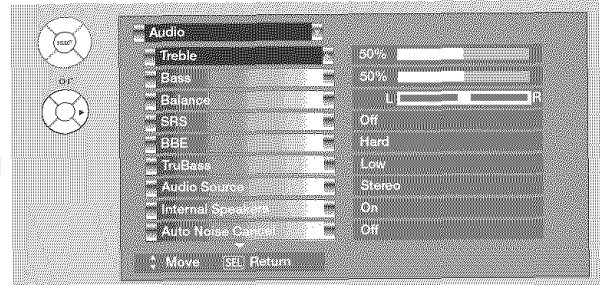 SELECT
or
Audio
Treble 50%
Bass 50%
Balance L R
SRS Off
BBE Hard
TruBass Low
Audio Source Stereo
Internal Speakers On
Auto Noise Cancel Off
Move SEL Return